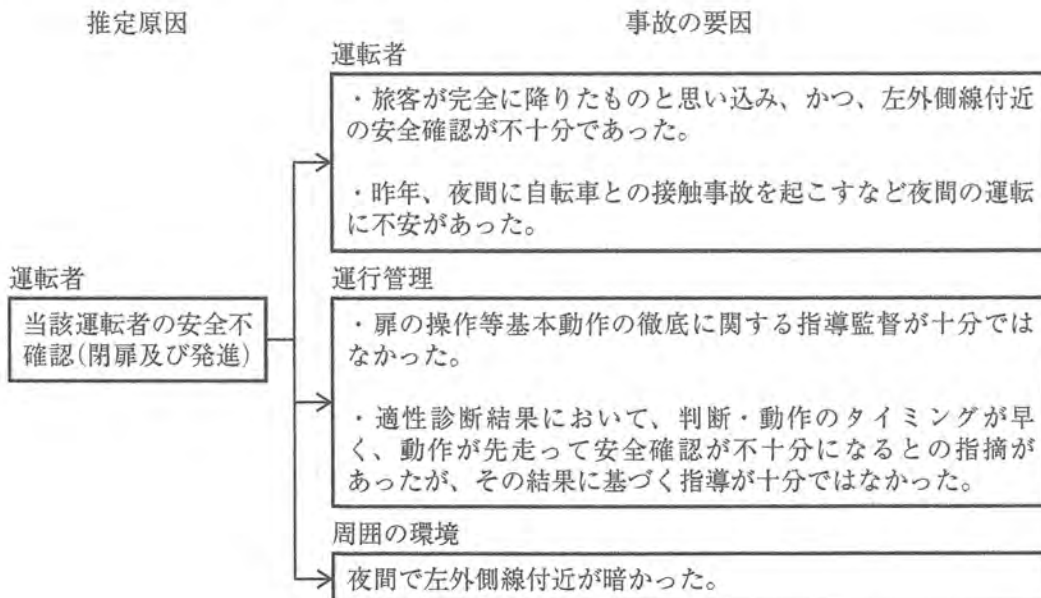 推定原因
事故の要因
運転者
・旅客が完全に降りたものと思い込み、かつ、左外側線付近
の安全確認が不十分であった。
・昨年、夜間に自転車との接触事故を起こすなど夜間の運転
に不安があった。
運転者
当該運転者の安全不
確認(閉扉及び発進)
運行管理
・扉の操作等基本動作の徹底に関する指導監督が十分では
なかった。
・適性診断結果において、判断・動作のタイミングが早
く、動作が先走って安全確認が不十分になるとの指摘が
あったが、その結果に基づく指導が十分ではなかった。
周囲の環境
夜間で左外側線付近が暗かった。